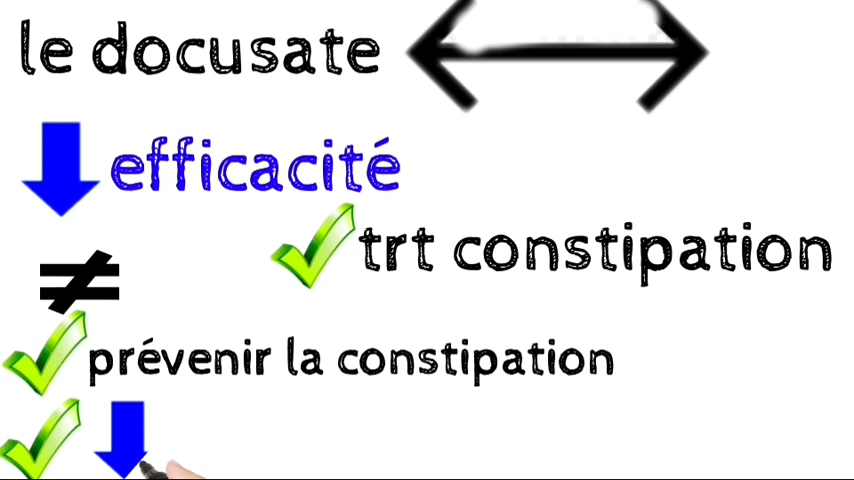 le docusate
efficacité
≠
trt constipation
prévenir la constipation